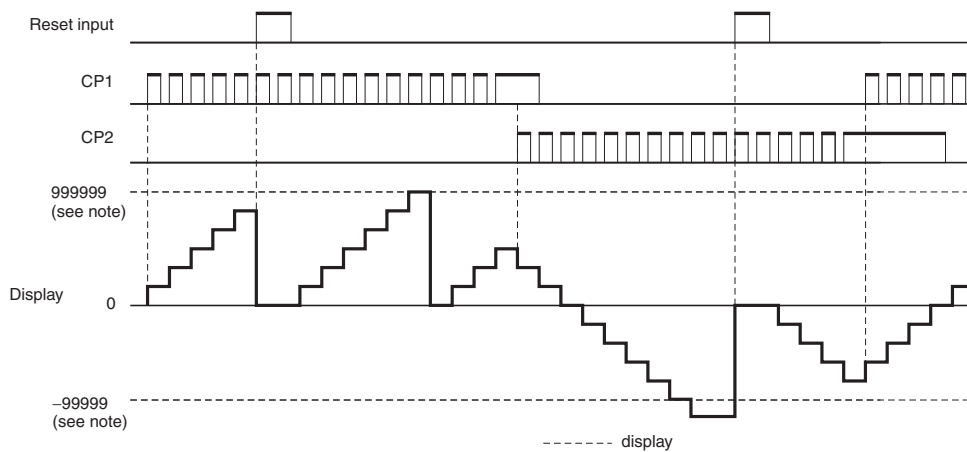 Reset input
CP1
CP2
999999
(see note)
Display
0
–99999
(see note)
display